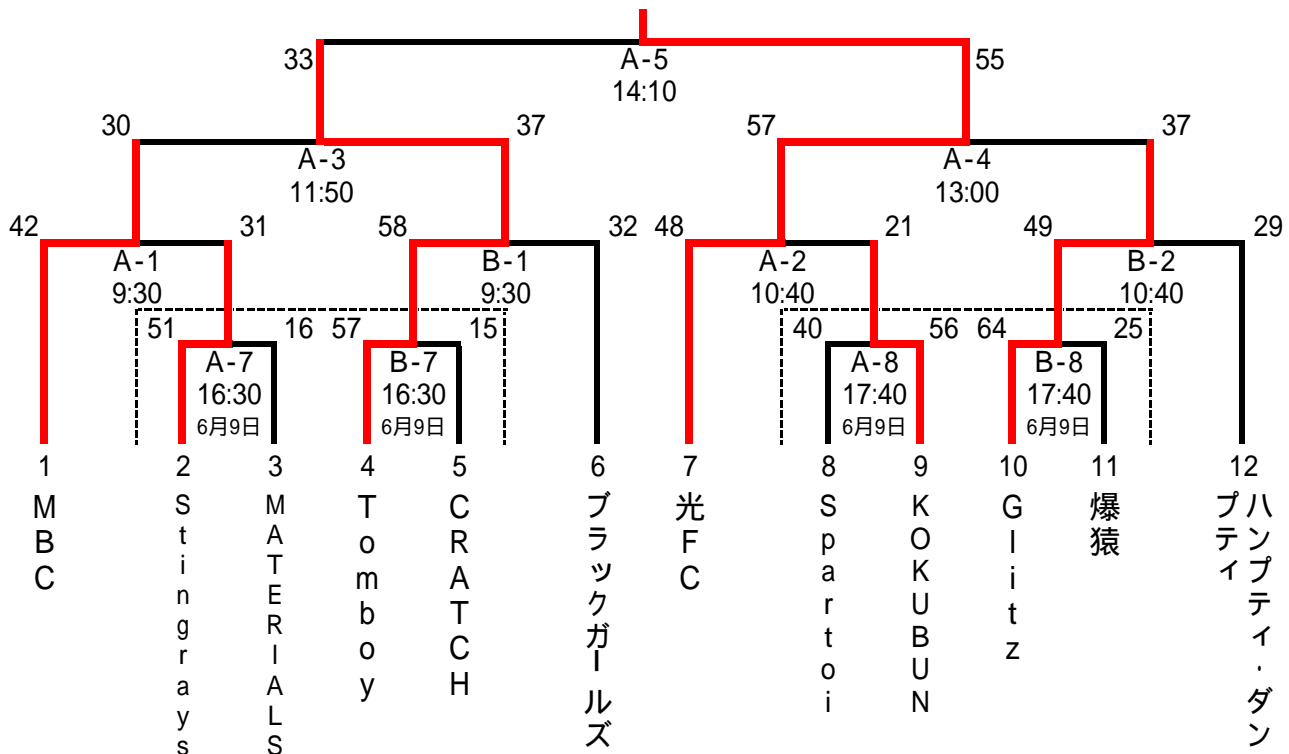 33
A-5
55
14:10
30
37
57
37
A-3
A-4
11:50
13:00
42
31
58
32
48
21
49
29
A-1
B-1
A-2
B-2
9:30
9:30
10:40
10:40
51
16
57
15
40
56
64
25
A-7
B-7
A-8
B-8
16:30
16:30
17:40
17:40
6月9日
6月9日
6月9日
6月9日
1
2
3
4
5
6
7
8
9
10
11
12
MBC
Stingrays
MATERIALS
Tomboy
CRATCH
ブラックガールズ
光FC
Spartoi
KOKUBUN
Glitz
爆猿
ハンプティ・ダン
プティ